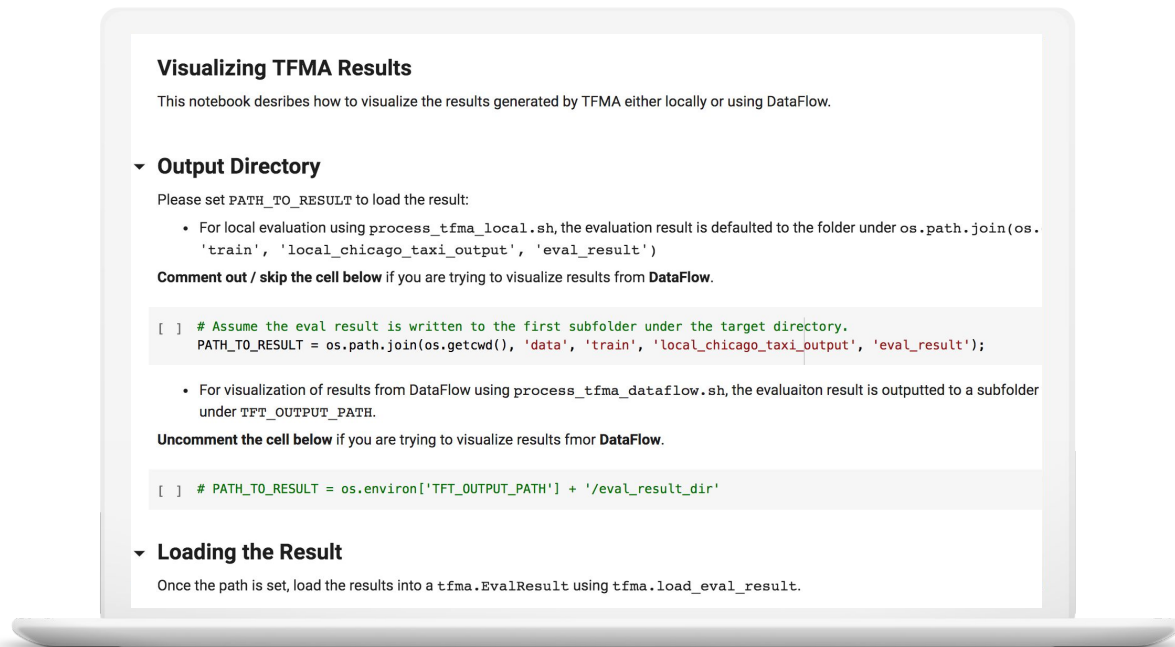 Visualizing TFMA Results
This notebook desribes how to visualize the results generated by TFMA either locally or using DataFlow.
Output Directory
Please set PATH_TO_RESULT to load the result:
• For local evaluation using process_tfma_local.sh, the evaluation result is defaulted to the folder under os.path.join(os.
'train', 'local_chicago_taxi_output', 'eval_result')
Comment out / skip the cell below if you are trying to visualize results from DataFlow.
[ ] # Assume the eval result is written to the first subfolder under the target directory.
PATH_TO_RESULT = os.path.join(os.getcwd(), 'data', 'train', 'local_chicago_taxi_output', 'eval_result');
• For visualization of results from DataFlow using process_tfma_dataflow.sh, the evaluaiton result is outputted to a subfolder
under TFT_OUTPUT_PATH.
Uncomment the cell below if you are trying to visualize results fmor DataFlow.
[ ] # PATH_TO_RESULT = os.environ['TFT_OUTPUT_PATH'] + '/eval_result_dir'
Loading the Result
Once the path is set, load the results into a tfma.EvalResult using tfma.load_eval_result.